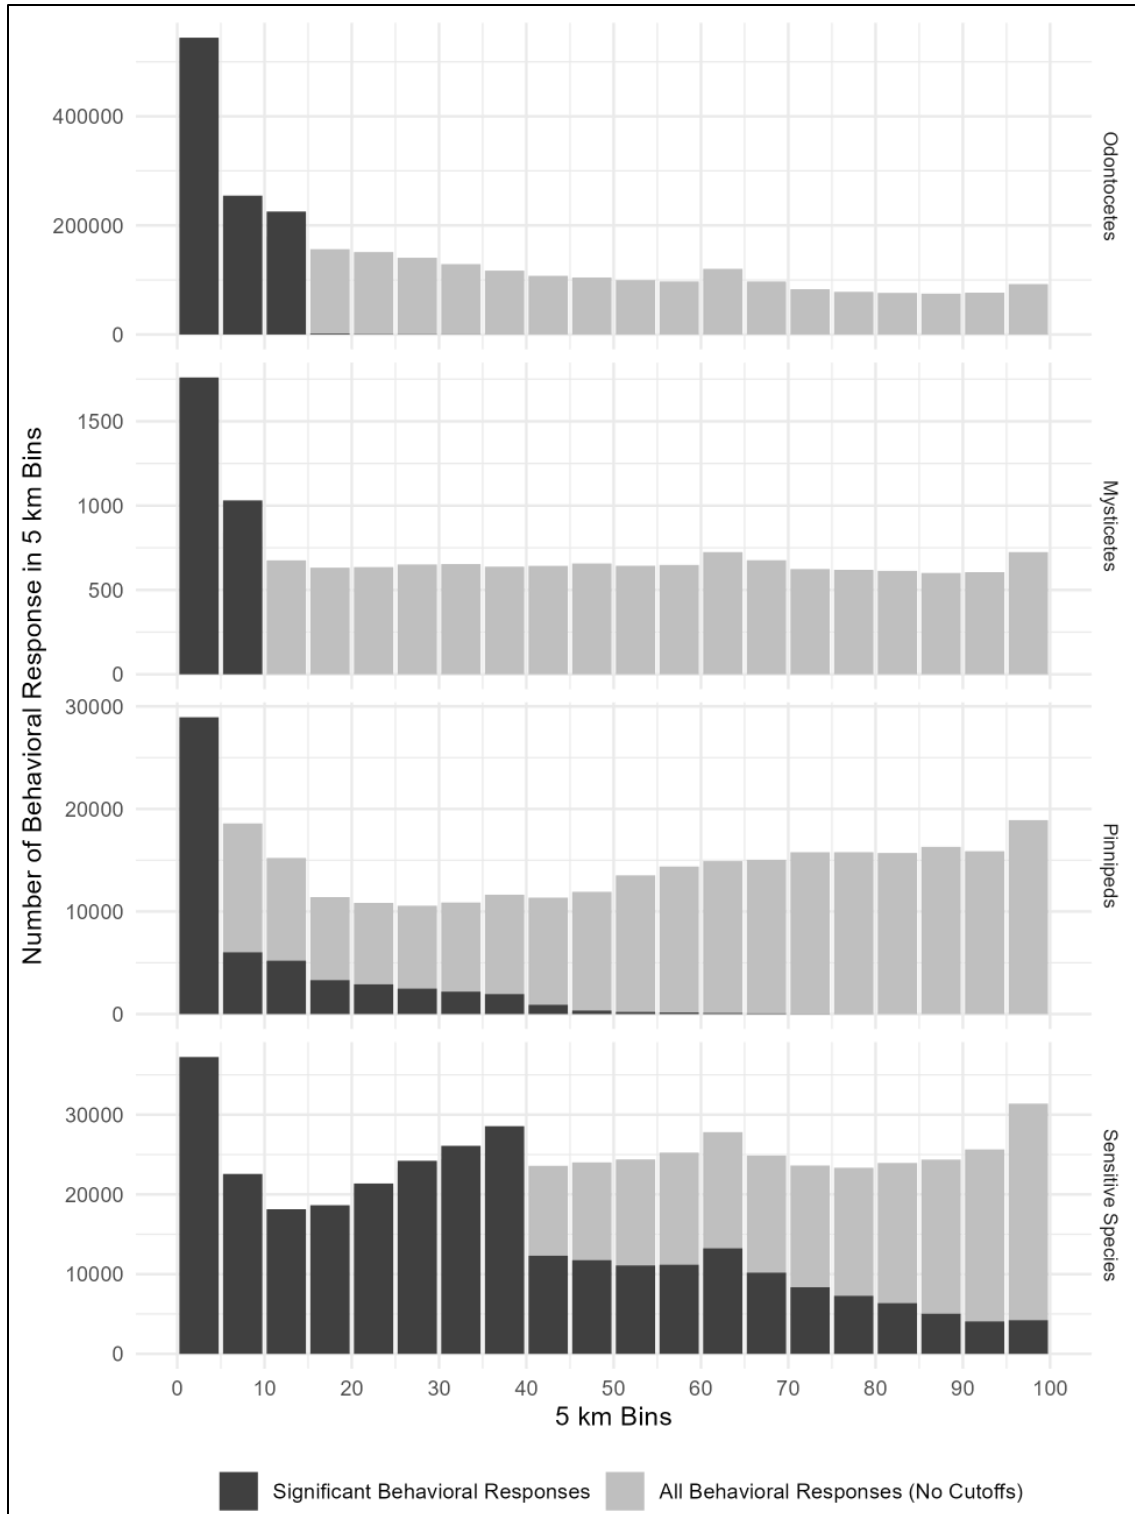 400000
200000
0
Odontocetes
1500
1000
500
0
Mysticetes
30000
20000
10000
0
Pinnipeds
30000
20000
10000
0
Sensitive Species
Number of Behavioral Response in 5 km Bins
0 10 20 30 40 50 60 70 80 90 100
5 km Bins
Significant Behavioral Responses All Behavioral Responses (No Cutoffs)